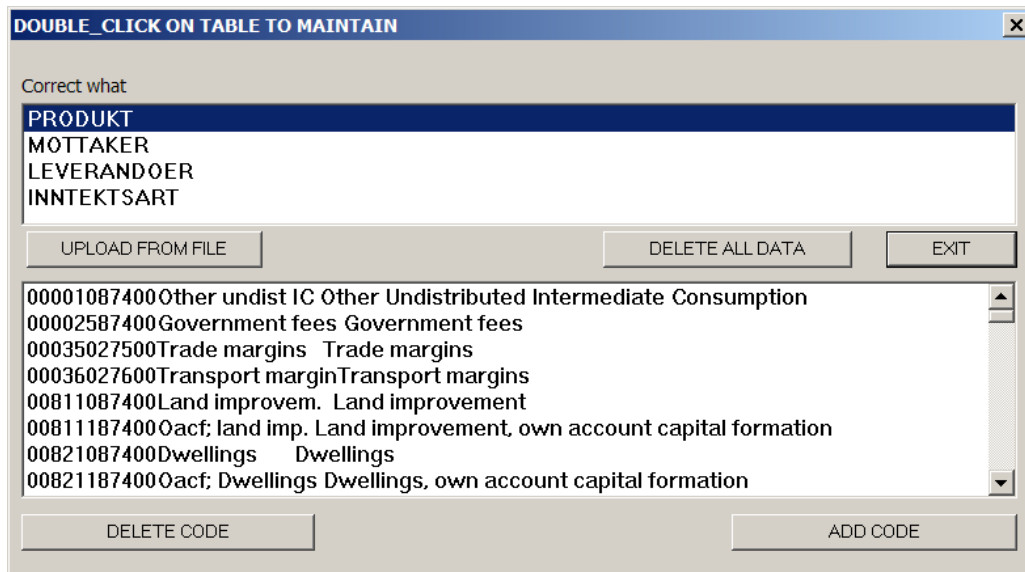 DOUBLE_CLICK ON TABLE TO MAINTAIN
Correct what
PRODUKT
MOTTAKER
LEVERANDOER
INNTEKTSART
UPLOAD FROM FILE DELETE ALL DATA EXIT
00001087400Other undist IC Other Undistributed Intermediate Consumption
00002587400Government fees Government fees
00035027500Trade margins Trade margins
00036027600Transport marginTransport margins
00811087400Land improvem. Land improvement
00811187400Oacf; land imp. Land improvement, own account capital formation
00821087400Dwellings Dwellings
00821187400Oacf; Dwellings Dwellings, own account capital formation
DELETE CODE ADD CODE